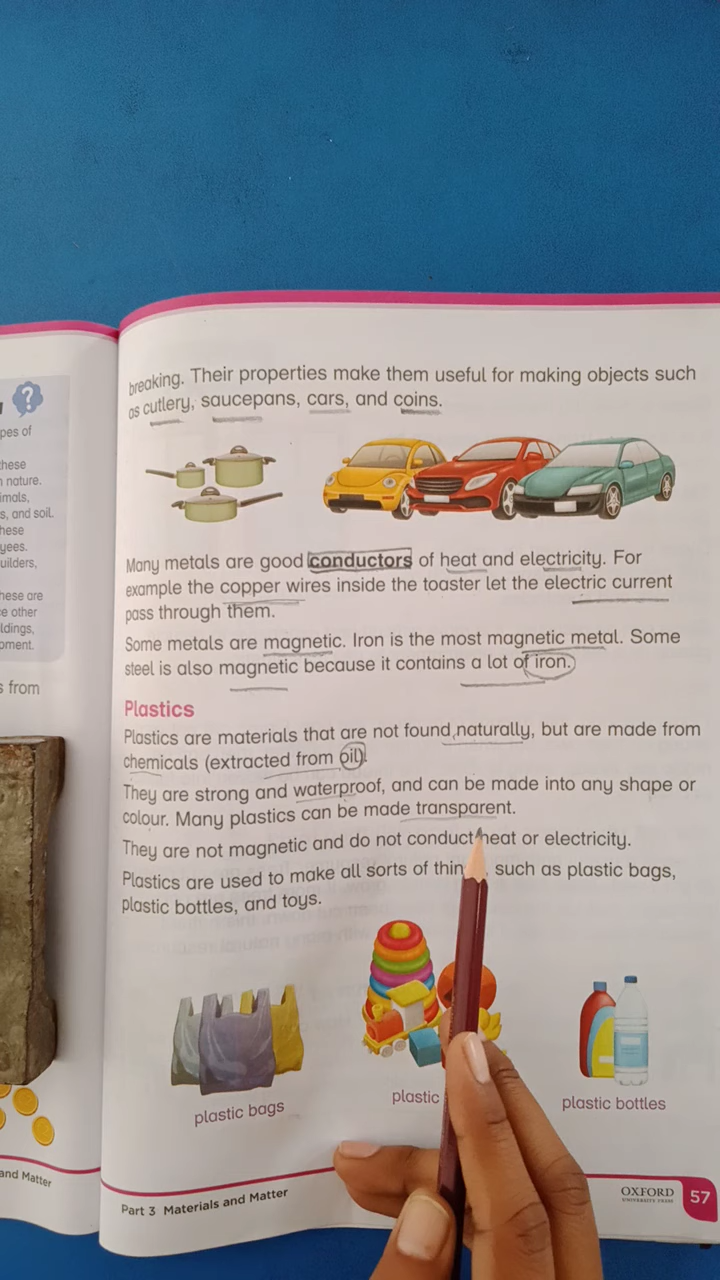 pes of
these
nature.
imals,
s, and soil.
hese
yees.
uilders,
hese are
e other
ldings,
oment.
s from
and Matter
breaking. Their properties make them useful for making objects such
as cutlery, saucepans, cars, and coins.
Many metals are good conductors of heat and electricity. For
example the copper wires inside the toaster let the electric current
pass through them.
Some metals are magnetic. Iron is the most magnetic metal. Some
steel is also magnetic because it contains a lot of iron.
Plastics
Plastics are materials that are not found naturally, but are made from
chemicals (extracted from oil).
They are strong and waterproof, and can be made into any shape or
colour. Many plastics can be made transparent.
They are not magnetic and do not conduct heat or electricity.
Plastics are used to make all sorts of thin , such as plastic bags,
plastic bottles, and toys.
plastic bags
plastic
plastic bottles
Part 3 Materials and Matter
OXFORD
UNIVERSITY PRESS
57